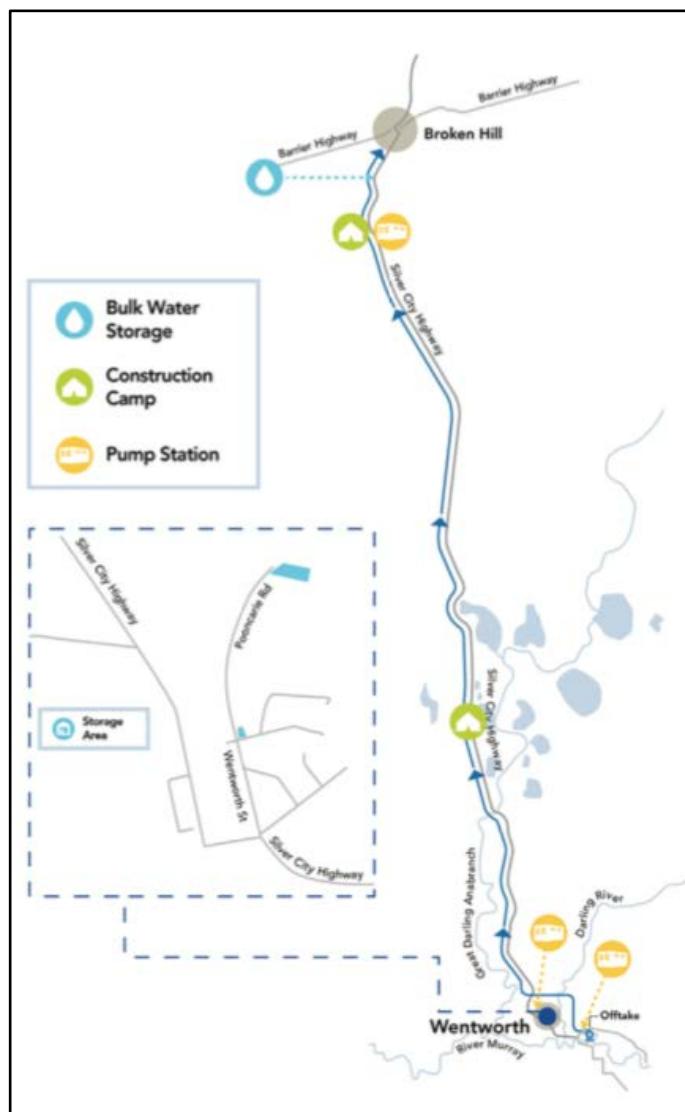 Barrier Highway
Broken Hill
Barrier Highway
Silver City Highway
Bulk Water
Storage
Construction
Camp
Pump Station
Silver City Highway
Pooncarie Rd
Storage
Area
Wentworth St
Silver City Highway
Silver City Highway
Great Darling Anabranch
Darling River
Offtake
Wentworth
River Murray